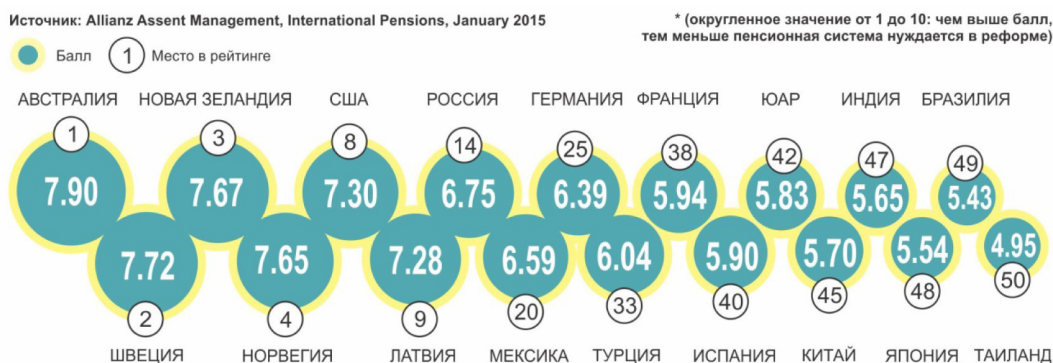 Источник: Allianz Assent Management, International Pensions, January 2015
* (округленное значение от 1 до 10: чем выше балл,
тем меньше пенсионная система нуждается в реформе)
Балл 1 Место в рейтинге
АВСТРАЛИЯ НОВАЯ ЗЕЛАНДИЯ США РОССИЯ ГЕРМАНИЯ ФРАНЦИЯ ЮАР ИНДИЯ БРАЗИЛИЯ
1 3 8 14 25 38 42 47 49
7.90 7.67 7.30 6.75 6.39 5.94 5.83 5.65 5.43
7.72 7.65 7.28 6.59 6.04 5.90 5.70 5.54 4.95
2 4 9 20 33 40 45 48 50
ШВЕЦИЯ НОРВЕГИЯ ЛАТВИЯ МЕКСИКА ТУРЦИЯ ИСПАНИЯ КИТАЙ ЯПОНИЯ ТАИЛАНД